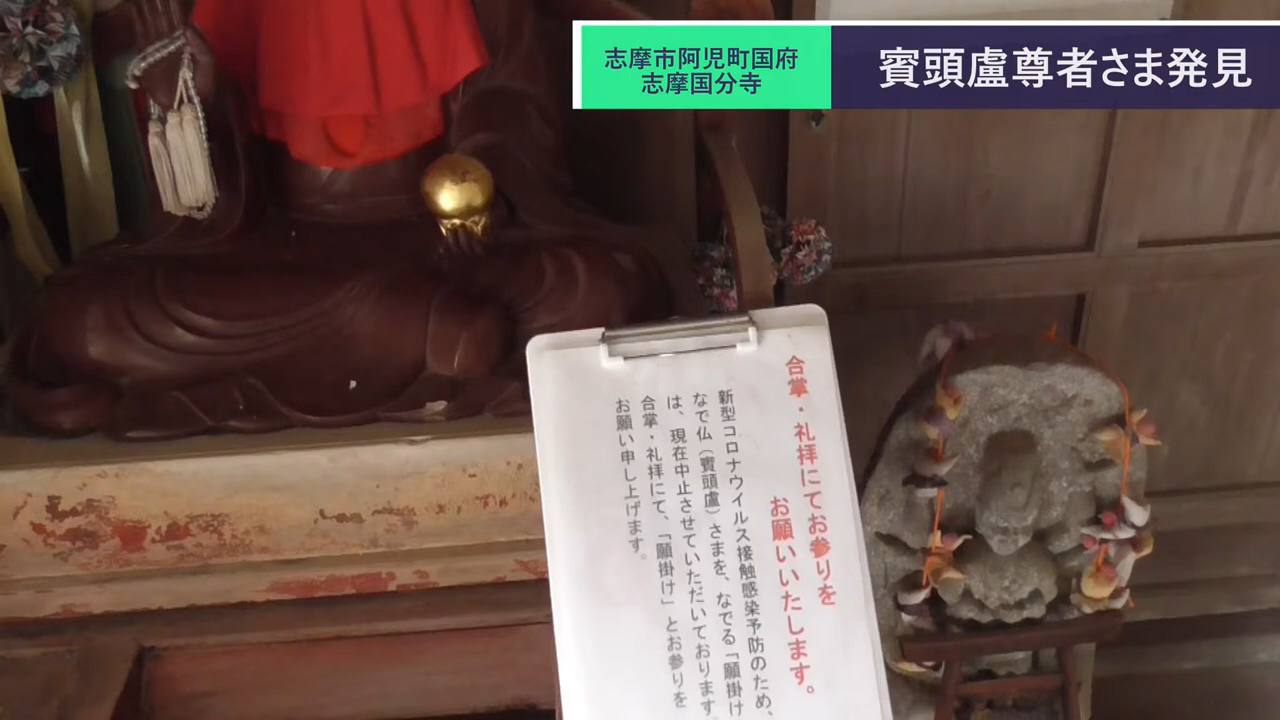 志摩市阿児町国府
志摩国分寺
賓頭盧尊者さま発見
合掌・礼拝にてお参りを
お願いいたします。
新型コロナウイルス接触感染予防のため、
なで仏（賓頭盧）さまを、なでる「願掛け
は、現在中止させていただいております。
合掌・礼拝にて、「願掛け」とお参りを
お願い申し上げます。